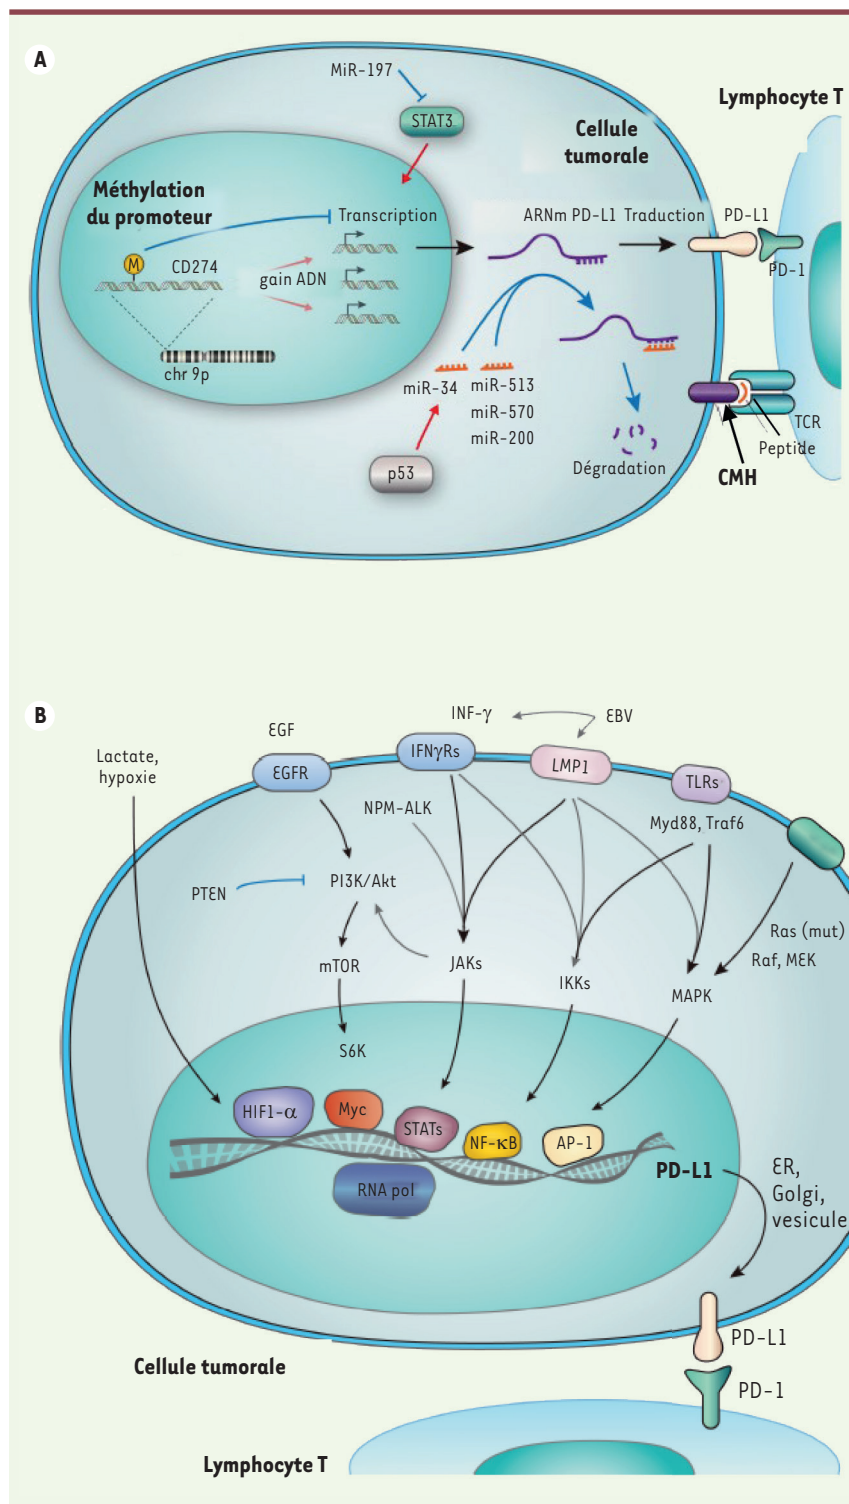 A
MiR-197
STAT3
Lymphocyte T
Cellule
tumorale
Méthylation
du promoteur
Transcription
ARNm PD-L1
Traduction
PD-L1
PD-1
M
CD274
gain ADN
chr 9p
miR-34
miR-513
miR-570
miR-200
p53
Dégradation
TCR
Peptide
CMH
B
EGF
INF-γ
EBV
Lactate,
hypoxie
EGFR
IFNγRs
LMP1
TLRs
NPM-ALK
Myd88, Traf6
PTEN
PI3K/Akt
Ras (mut)
Raf, MEK
mTOR
JAKs
IKKs
MAPK
S6K
HIF1-α
Myc
STATs
NF-κB
AP-1
RNA pol
PD-L1
ER,
Golgi,
vesicule
PD-L1
PD-1
Cellule tumorale
Lymphocyte T